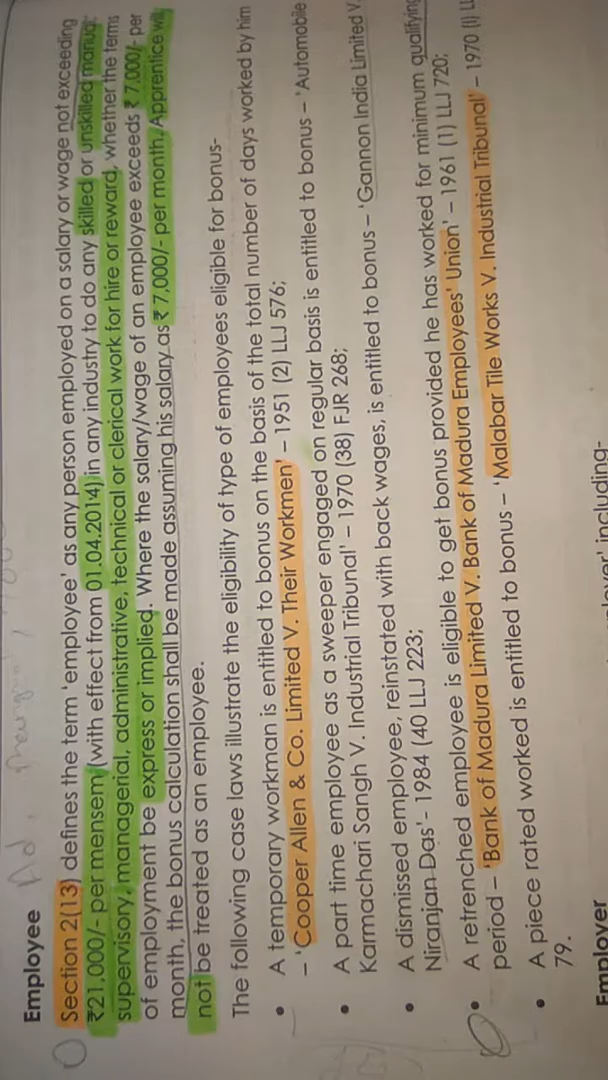 Employee
Section 2(13) defines the term 'employee' as any person employed on a salary or wage not exceeding
₹21,000/- per mensem (with effect from 01.04.2014) in any industry to do any skilled or unskilled manual,
supervisory, managerial, administrative, technical or clerical work for hire or reward, whether the terms
of employment be express or implied. Where the salary/wage of an employee exceeds ₹ 7,000/- per
month, the bonus calculation shall be made assuming his salary as ₹ 7,000/- per month. Apprentice will
not be treated as an employee.
The following case laws illustrate the eligibility of type of employees eligible for bonus-
• A temporary workman is entitled to bonus on the basis of the total number of days worked by him
– 'Cooper Allen & Co. Limited V. Their Workmen' – 1951 (2) LLJ 576;
• A part time employee as a sweeper engaged on regular basis is entitled to bonus – 'Automobile
Karmachari Sangh V. Industrial Tribunal' – 1970 (38) FJR 268;
• A dismissed employee, reinstated with back wages, is entitled to bonus – 'Gannon India Limited V.
Niranjan Das'- 1984 (40 LLJ 223;
• A retrenched employee is eligible to get bonus provided he has worked for minimum qualifying
period – 'Bank of Madura Limited V. Bank of Madura Employees' Union' – 1961 (1) LLJ 720;
• A piece rated worked is entitled to bonus – 'Malabar Tile Works V. Industrial Tribunal' – 1970 (I)
79.
Employer
including-